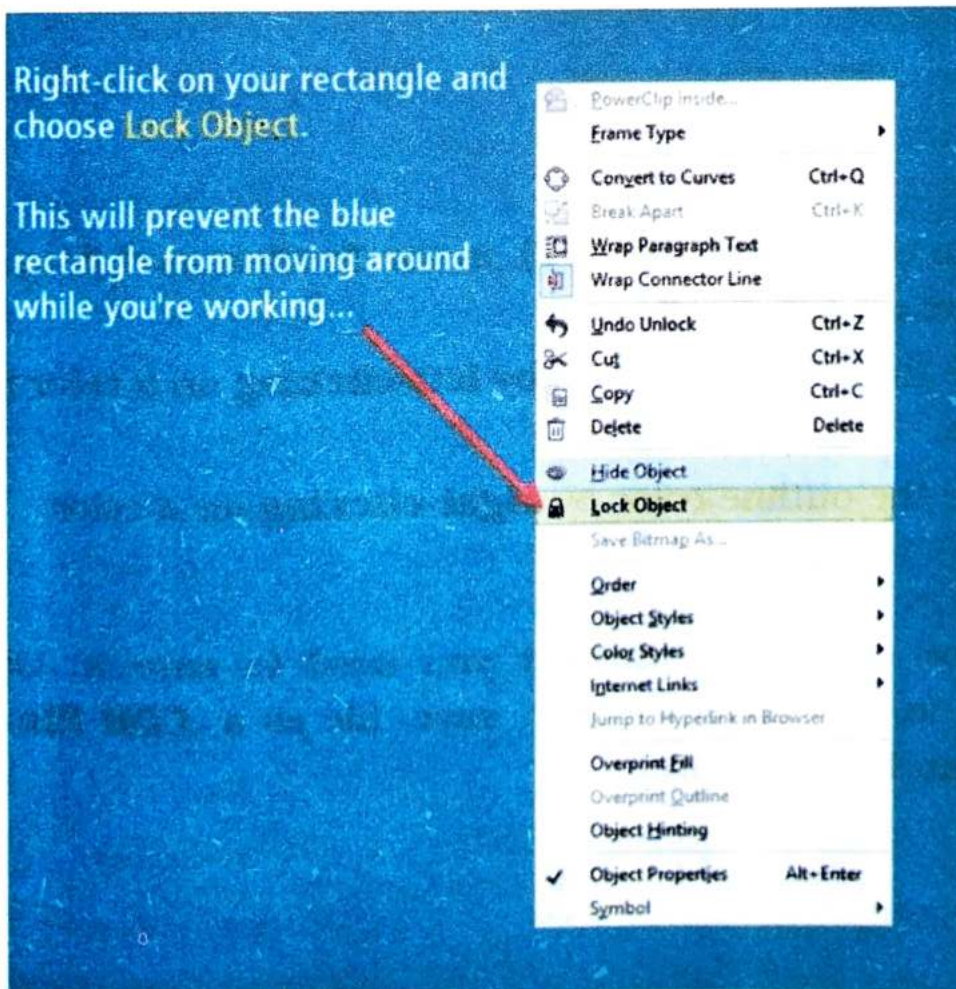 Right-click on your rectangle and
choose Lock Object.
This will prevent the blue
rectangle from moving around
while you're working...
PowerClip Inside...
Frame Type
Convert to Curves Ctrl+Q
Break Apart Ctrl+K
Wrap Paragraph Text
Wrap Connector Line
Undo Unlock Ctrl+Z
Cut Ctrl+X
Copy Ctrl+C
Delete Delete
Hide Object
Lock Object
Save Bitmap As...
Order
Object Styles
Color Styles
Internet Links
Jump to Hyperlink in Browser
Overprint Fill
Overprint Outline
Object Hinting
Object Properties Alt+Enter
Symbol